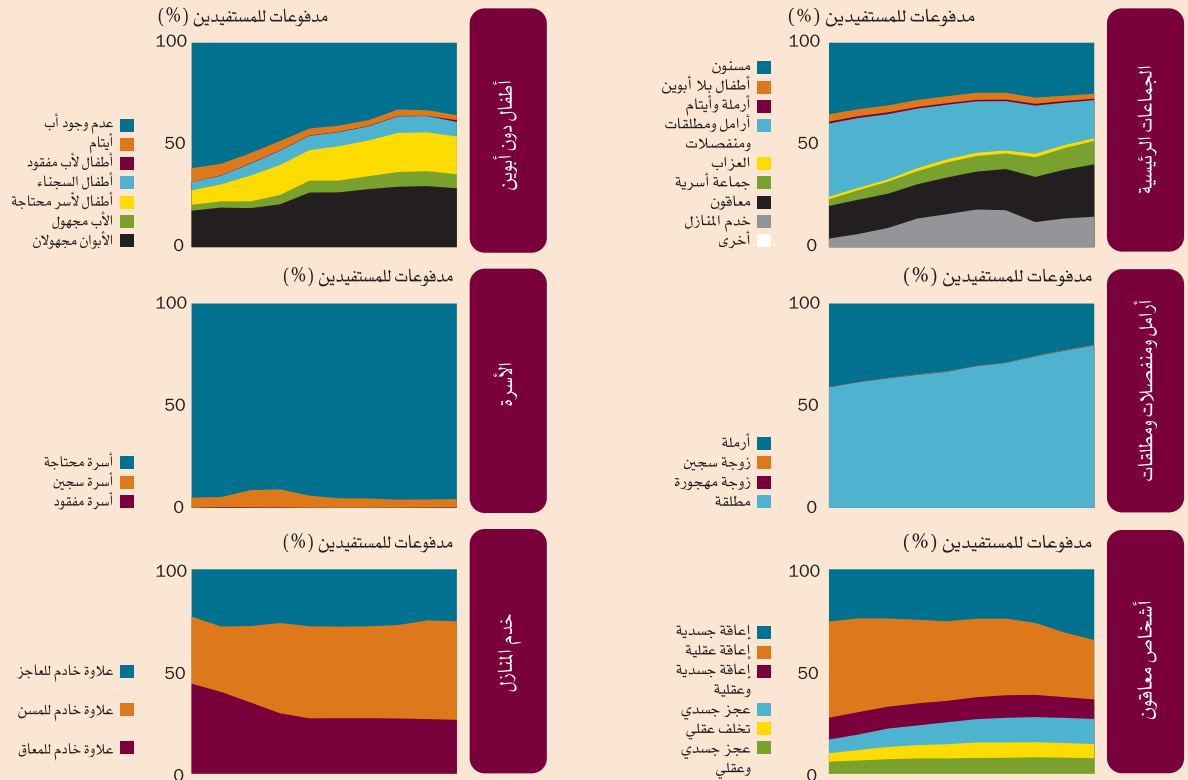 الجماعات الرئيسية
مدفوعات للمستفيدين (%)
100
50
0
مسنون
أطفال بلا أبوين
أرملة وأيتام
أرامل ومطلقات
ومنفصلات
العزاب
جماعة أسرية
معاقون
خدم المنازل
أخرى
أطفال دون أبوين
مدفوعات للمستفيدين (%)
100
50
0
عدم وجود أب
أيتام
أطفال لأب مفقود
أطفال السجناء
أطفال لأسر محتاجة
الأب مجهول
الأبوان مجهولان
أرامل ومنفصلات ومطلقات
مدفوعات للمستفيدين (%)
100
50
0
أرملة
زوجة سجين
زوجة مهجورة
مطلقة
الأسرة
مدفوعات للمستفيدين (%)
100
50
0
أسرة محتاجة
أسرة سجين
أسرة مفقود
أشخاص معاقون
مدفوعات للمستفيدين (%)
100
50
0
إعاقة جسدية
إعاقة عقلية
إعاقة جسدية
وعقلية
عجز جسدي
تخلف عقلي
عجز جسدي
وعقلي
خدم المنازل
مدفوعات للمستفيدين (%)
100
50
0
علاوة خادم للعاجز
علاوة خادم للمسن
علاوة خادم للمعاق